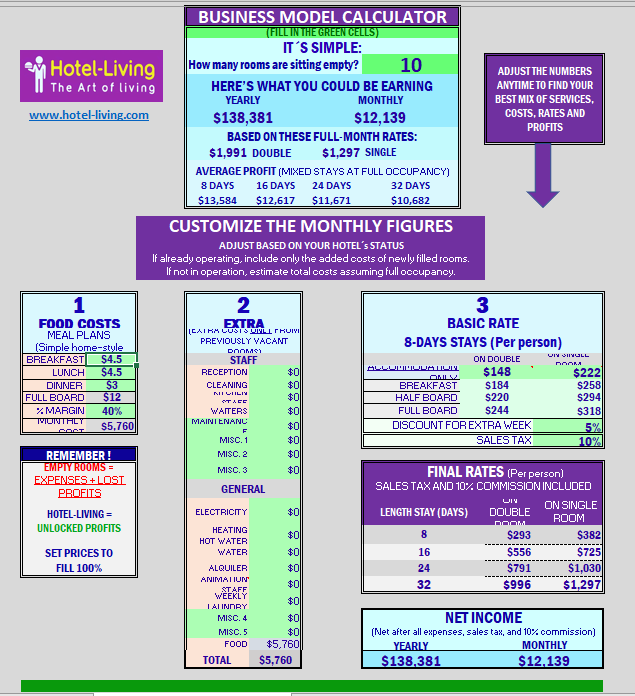 BUSINESS MODEL CALCULATOR
(FILL IN THE GREEN CELLS)
IT´S SIMPLE:
How many rooms are sitting empty? 10
HERE'S WHAT YOU COULD BE EARNING
YEARLY MONTHLY
$138,381 $12,139
BASED ON THESE FULL-MONTH RATES:
$1,991 DOUBLE $1,297 SINGLE
AVERAGE PROFIT (MIXED STAYS AT FULL OCCUPANCY)
8 DAYS 16 DAYS 24 DAYS 32 DAYS
$13,584 $12,617 $11,671 $10,682
Hotel-Living
The Art of living
www.hotel-living.com
ADJUST THE NUMBERS
ANYTIME TO FIND YOUR
BEST MIX OF SERVICES,
COSTS, RATES AND
PROFITS
CUSTOMIZE THE MONTHLY FIGURES
ADJUST BASED ON YOUR HOTEL´s STATUS
If already operating, include only the added costs of newly filled rooms.
If not in operation, estimate total costs assuming full occupancy.
1
FOOD COSTS
MEAL PLANS
(Simple home-style
BREAKFAST $4.5
LUNCH $4.5
DINNER $3
FULL BOARD $12
% MARGIN 40%
MONTHLY
COST $5,760
REMEMBER !
EMPTY ROOMS =
EXPENSES + LOST
PROFITS
HOTEL-LIVING =
UNLOCKED PROFITS
SET PRICES TO
FILL 100%
2
EXTRA
(EXTRA COSTS ONLY FROM
PREVIOUSLY VACANT
ROOMS)
STAFF
RECEPTION $0
CLEANING $0
KITCHEN
STAFF $0
WAITERS $0
MAINTENANC
E $0
MISC. 1 $0
MISC. 2 $0
MISC. 3 $0
GENERAL
ELECTRICITY $0
HEATING
HOT WATER $0
WATER $0
ALQUILER $0
ANIMATION
STAFF $0
WEEKLY
LAUNDRY $0
MISC. 4 $0
MISC. 5 $0
FOOD $5,760
TOTAL $5,760
3
BASIC RATE
8-DAYS STAYS (Per person)
ON DOUBLE ON SINGLE
ROOM
ACCOMMODATION
ONLY $148 $222
BREAKFAST $184 $258
HALF BOARD $220 $294
FULL BOARD $244 $318
DISCOUNT FOR EXTRA WEEK 5%
SALES TAX 10%
FINAL RATES (Per person)
SALES TAX AND 10% COMMISSION INCLUDED
LENGTH STAY (DAYS) ON
DOUBLE
ROOM ON SINGLE
ROOM
8 $293 $382
16 $556 $725
24 $791 $1,030
32 $996 $1,297
NET INCOME
(Net after all expenses, sales tax, and 10% commission)
YEARLY MONTHLY
$138,381 $12,139